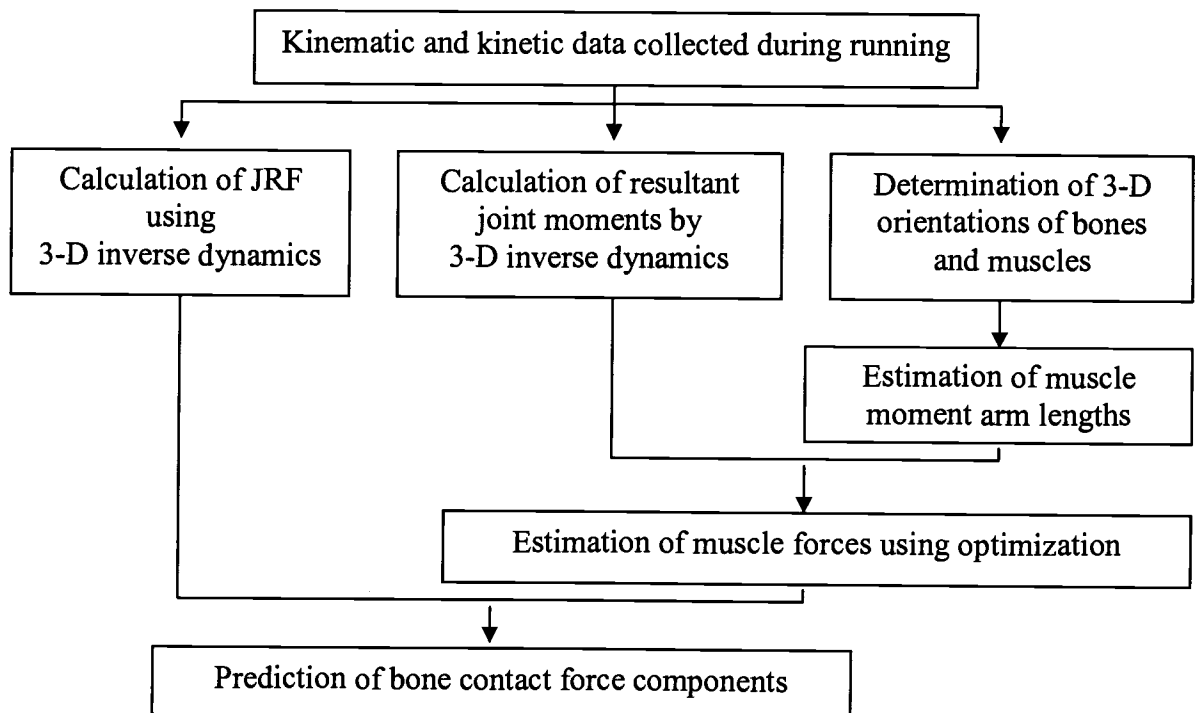 Kinematic and kinetic data collected during running
Calculation of JRF
using
3-D inverse dynamics
Calculation of resultant
joint moments by
3-D inverse dynamics
Determination of 3-D
orientations of bones
and muscles
Estimation of muscle
moment arm lengths
Estimation of muscle forces using optimization
Prediction of bone contact force components